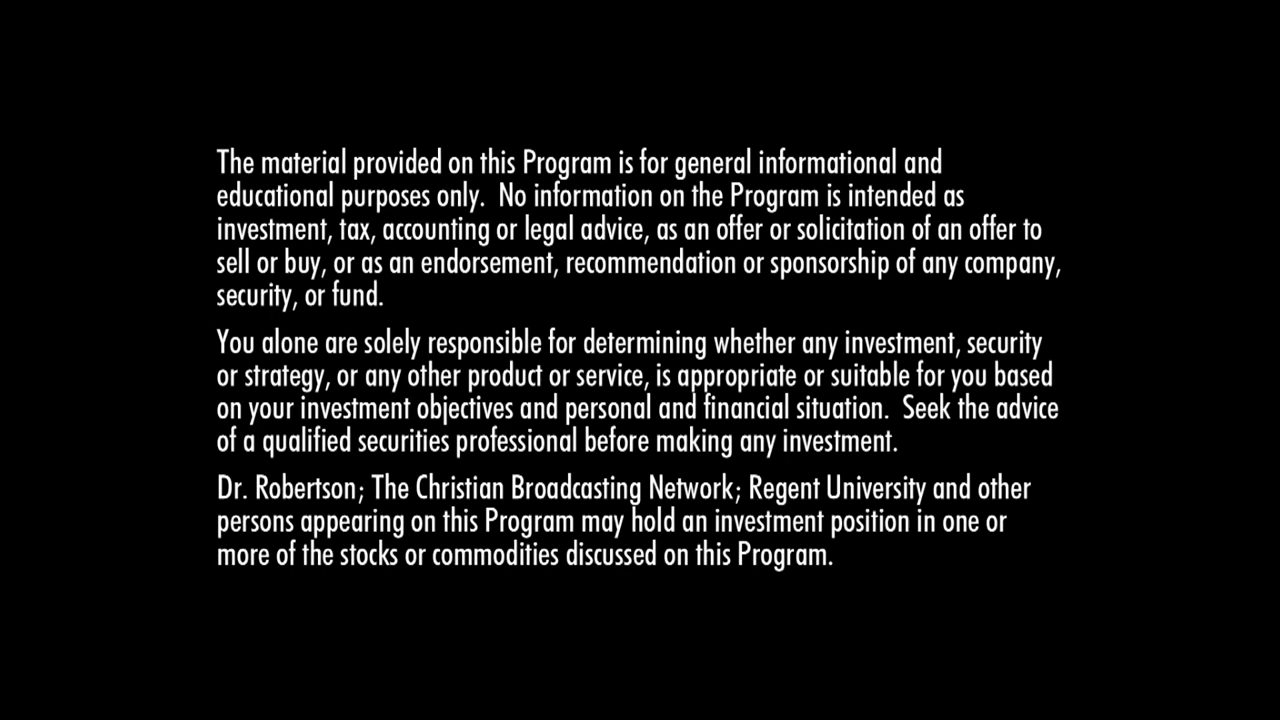 The material provided on this Program is for general informational and
educational purposes only.  No information on the Program is intended as
investment, tax, accounting or legal advice, as an offer or solicitation of an offer to
sell or buy, or as an endorsement, recommendation or sponsorship of any company,
security, or fund.
You alone are solely responsible for determining whether any investment, security
or strategy, or any other product or service, is appropriate or suitable for you based
on your investment objectives and personal and financial situation.  Seek the advice
of a qualified securities professional before making any investment.
Dr. Robertson; The Christian Broadcasting Network; Regent University and other
persons appearing on this Program may hold an investment position in one or
more of the stocks or commodities discussed on this Program.